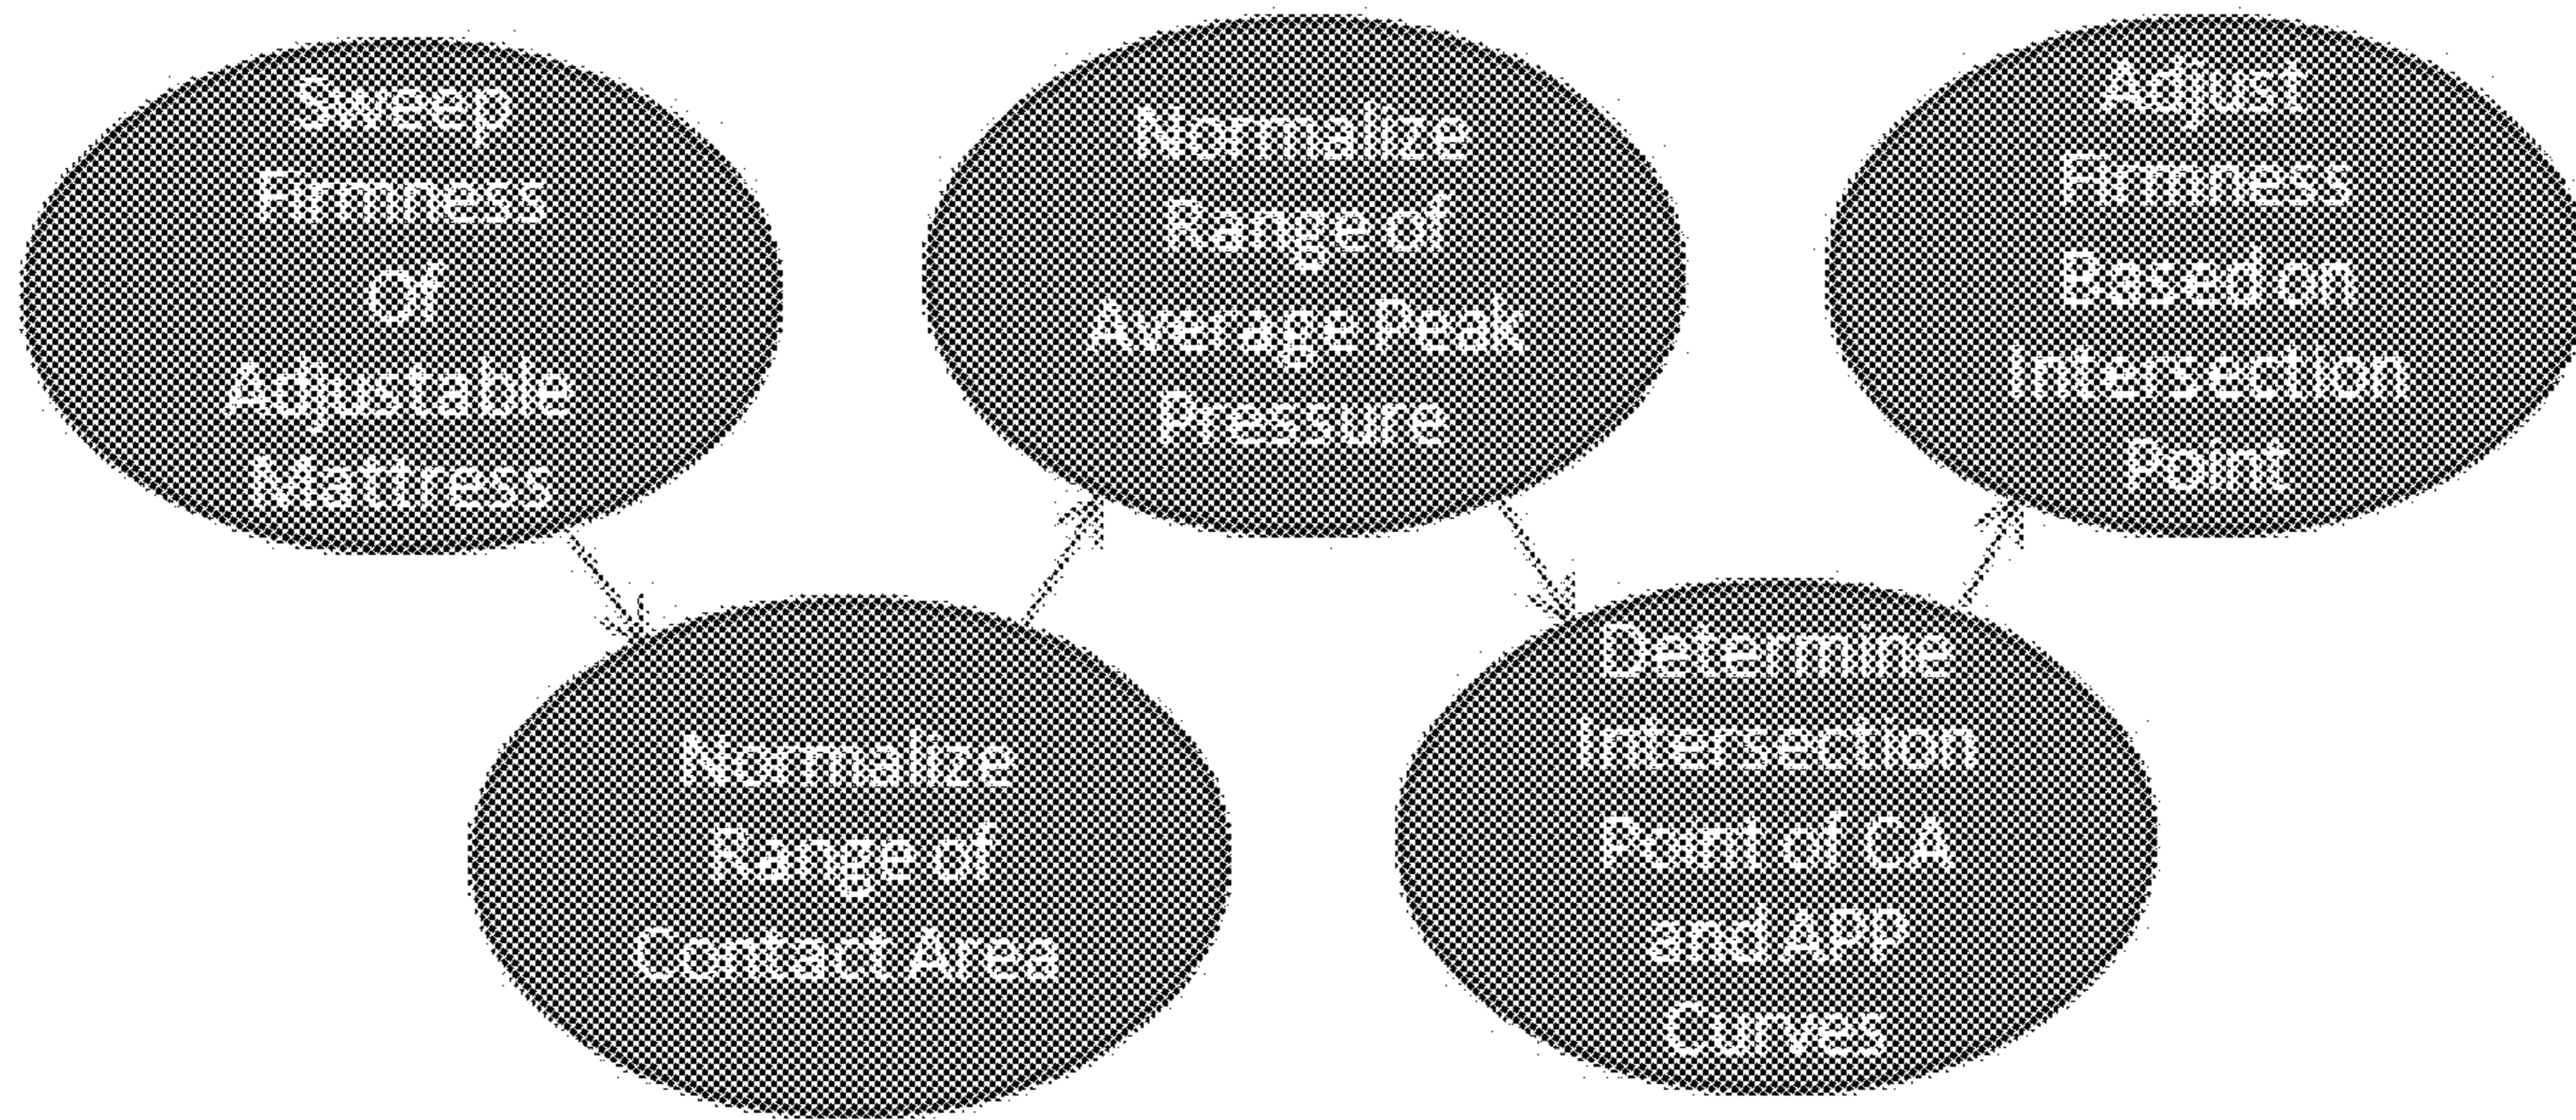 Sweep
Firmness
Of
Adjustable
Mattress
Normalize
Range of
Contact Area
Normalize
Range of
Average Peak
Pressure
Determine
Intersection
Point of CA
and APP
Curves
Adjust
Firmness
Based on
Intersection
Point